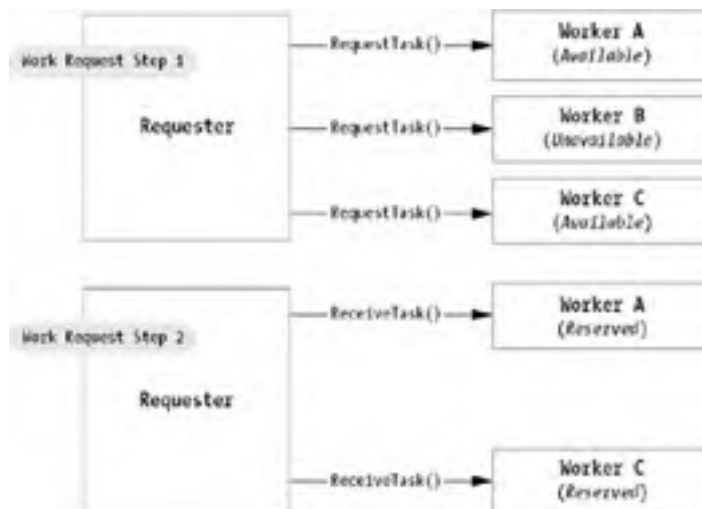 Work Request Step 1
Requester
RequestTask()
Worker A
(Available)
RequestTask()
Worker B
(Unavailable)
RequestTask()
Worker C
(Available)
Work Request Step 2
Requester
ReceiveTask()
Worker A
(Reserved)
ReceiveTask()
Worker C
(Reserved)